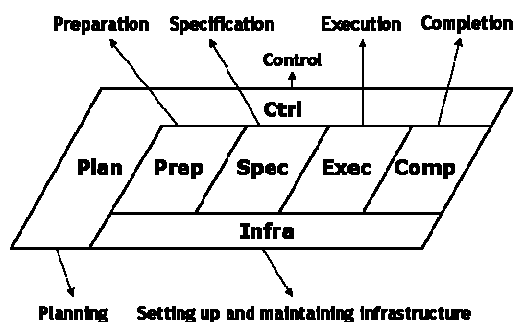 Preparation Specification Execution Completion
Control
Ctrl
Plan Prep Spec Exec Comp
Infra
Planning Setting up and maintaining infrastructure